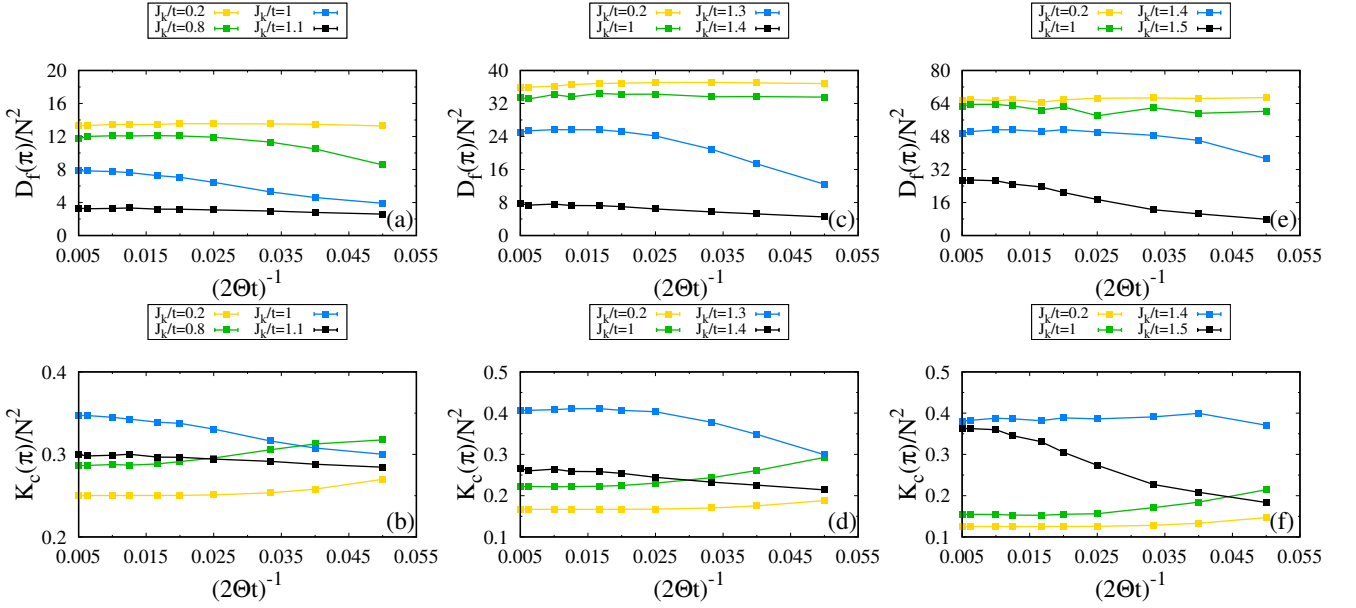 J_k/t=0.2 J_k/t=1
J_k/t=0.8 J_k/t=1.1
D_f(π)/N^2
20
16
12
8
4
0
(a)
0.005 0.015 0.025 0.035 0.045 0.055
(2Θt)^-1
J_k/t=0.2 J_k/t=1.3
J_k/t=1 J_k/t=1.4
D_f(π)/N^2
40
32
24
16
8
0
(c)
0.005 0.015 0.025 0.035 0.045 0.055
(2Θt)^-1
J_k/t=0.2 J_k/t=1.4
J_k/t=1 J_k/t=1.5
D_f(π)/N^2
80
64
48
32
16
0
(e)
0.005 0.015 0.025 0.035 0.045 0.055
(2Θt)^-1
J_k/t=0.2 J_k/t=1
J_k/t=0.8 J_k/t=1.1
K_c(π)/N^2
0.4
0.3
0.2
(b)
0.005 0.015 0.025 0.035 0.045 0.055
(2Θt)^-1
J_k/t=0.2 J_k/t=1.3
J_k/t=1 J_k/t=1.4
K_c(π)/N^2
0.5
0.4
0.3
0.2
0.1
(d)
0.005 0.015 0.025 0.035 0.045 0.055
(2Θt)^-1
J_k/t=0.2 J_k/t=1.4
J_k/t=1 J_k/t=1.5
K_c(π)/N^2
0.5
0.4
0.3
0.2
0.1
(f)
0.005 0.015 0.025 0.035 0.045 0.055
(2Θt)^-1